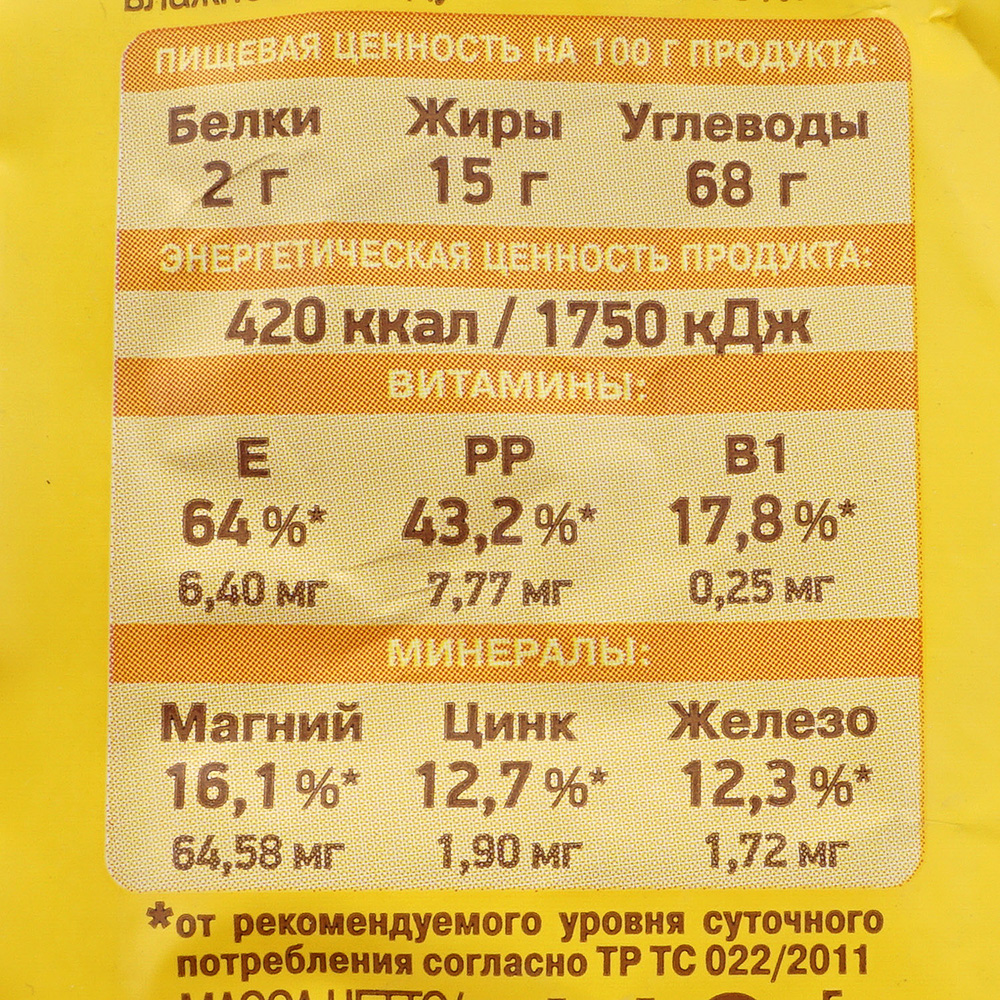 ПИЩЕВАЯ ЦЕННОСТЬ НА 100 Г ПРОДУКТА:
Белки Жиры Углеводы
2 г 15 г 68 г
ЭНЕРГЕТИЧЕСКАЯ ЦЕННОСТЬ ПРОДУКТА:
420 ккал / 1750 кДж
ВИТАМИНЫ:
E PP B1
64 %* 43,2 %* 17,8 %*
6,40 мг 7,77 мг 0,25 мг
МИНЕРАЛЫ:
Магний Цинк Железо
16,1 %* 12,7 %* 12,3 %*
64,58 мг 1,90 мг 1,72 мг
*от рекомендуемого уровня суточного
потребления согласно ТР ТС 022/2011